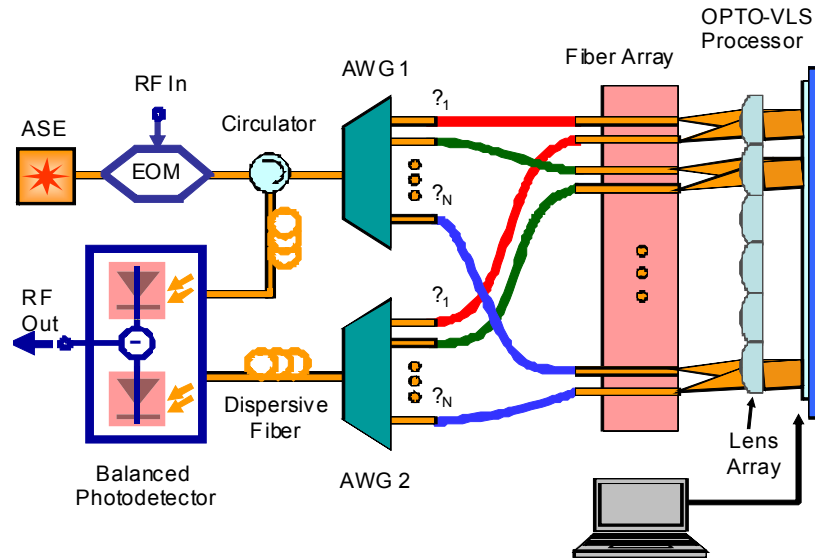 OPTO-VLS
Processor
Fiber Array
AWG 1
RF In
Circulator
ASE
EOM
?1
?N
RF
Out
-
?1
?N
Dispersive
Fiber
Balanced
Photodetector
AWG 2
Lens
Array